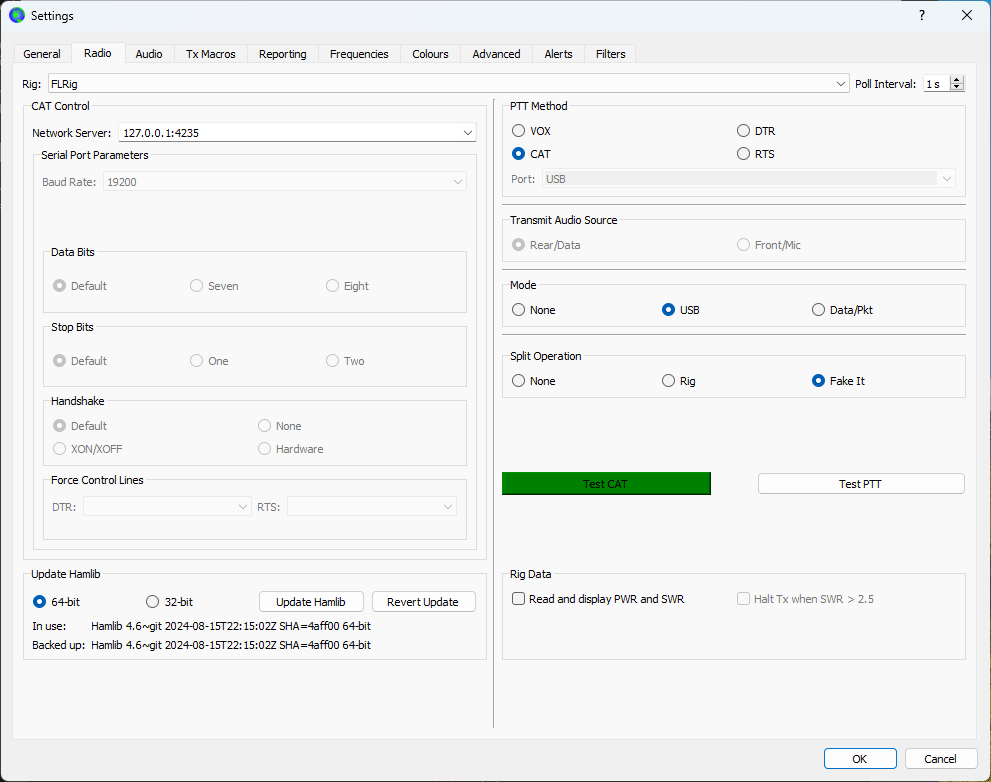 Settings
?
General Radio Audio Tx Macros Reporting Frequencies Colours Advanced Alerts Filters
Rig: FLRig Poll Interval: 1 s
CAT Control
Network Server: 127.0.0.1:4235
Serial Port Parameters
Baud Rate: 19200
Data Bits
Default Seven Eight
Stop Bits
Default One Two
Handshake
Default None
XON/XOFF Hardware
Force Control Lines
DTR: RTS:
Update Hamlib
64-bit 32-bit Update Hamlib Revert Update
In use: Hamlib 4.6~git 2024-08-15T22:15:02Z SHA=4aff00 64-bit
Backed up: Hamlib 4.6~git 2024-08-15T22:15:02Z SHA=4aff00 64-bit
PTT Method
VOX DTR
CAT RTS
Port: USB
Transmit Audio Source
Rear/Data Front/Mic
Mode
None USB Data/Pkt
Split Operation
None Rig Fake It
Test CAT Test PTT
Rig Data
Read and display PWR and SWR Halt Tx when SWR > 2.5
OK Cancel